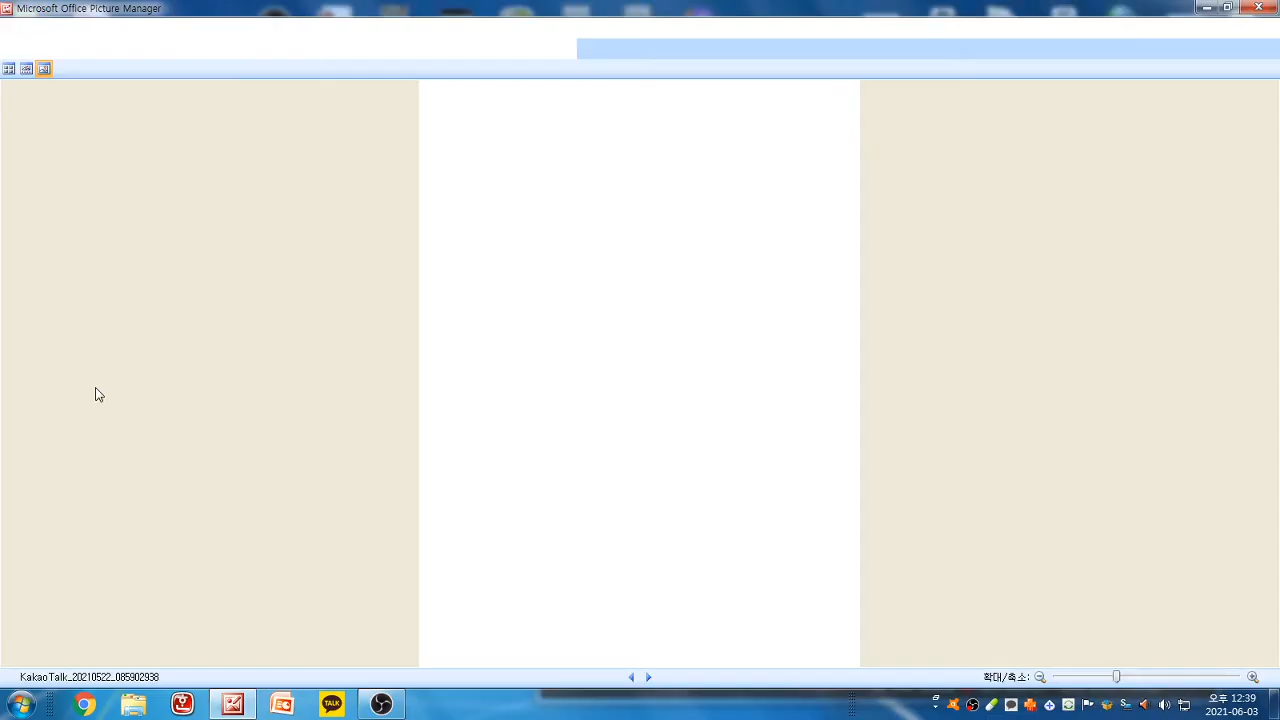 Microsoft Office Picture Manager
KakaoTalk_20210522_085902938
확대/축소:
TALK
오후 12:39
2021-06-03